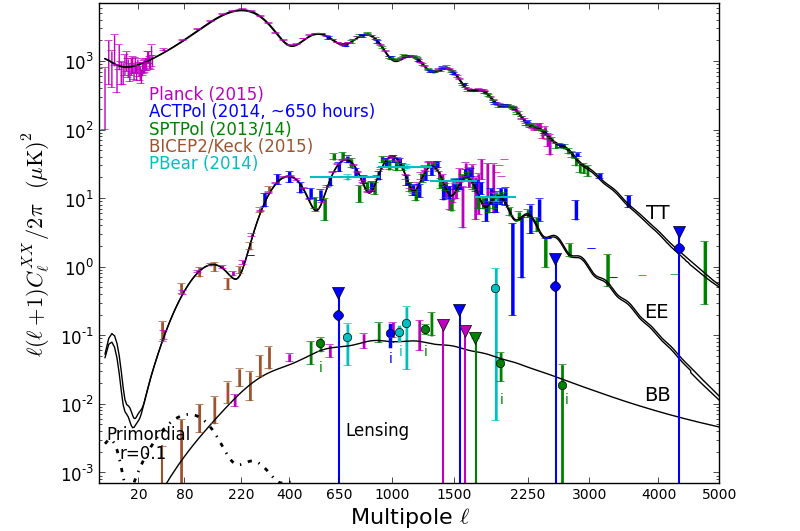 10³
10²
10¹
10⁰
10⁻¹
10⁻²
10⁻³
ℓ(ℓ+1)C_ℓ^{XX}/2π (μK)²
Planck (2015)
ACTPol (2014, ~650 hours)
SPTPol (2013/14)
BICEP2/Keck (2015)
PBear (2014)
TT
EE
BB
i
i
i
i
i
i
Lensing
Primordial
r=0.1
20 80 220 400 650 1000 1500 2250 3000 4000 5000
Multipole ℓ